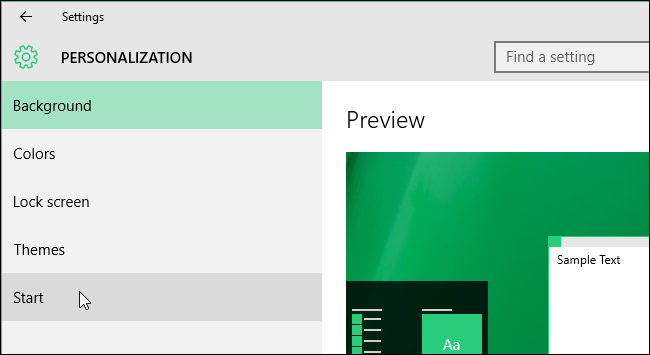 Settings
PERSONALIZATION
Find a setting
Background
Colors
Lock screen
Themes
Start
Preview
Sample Text
Aa